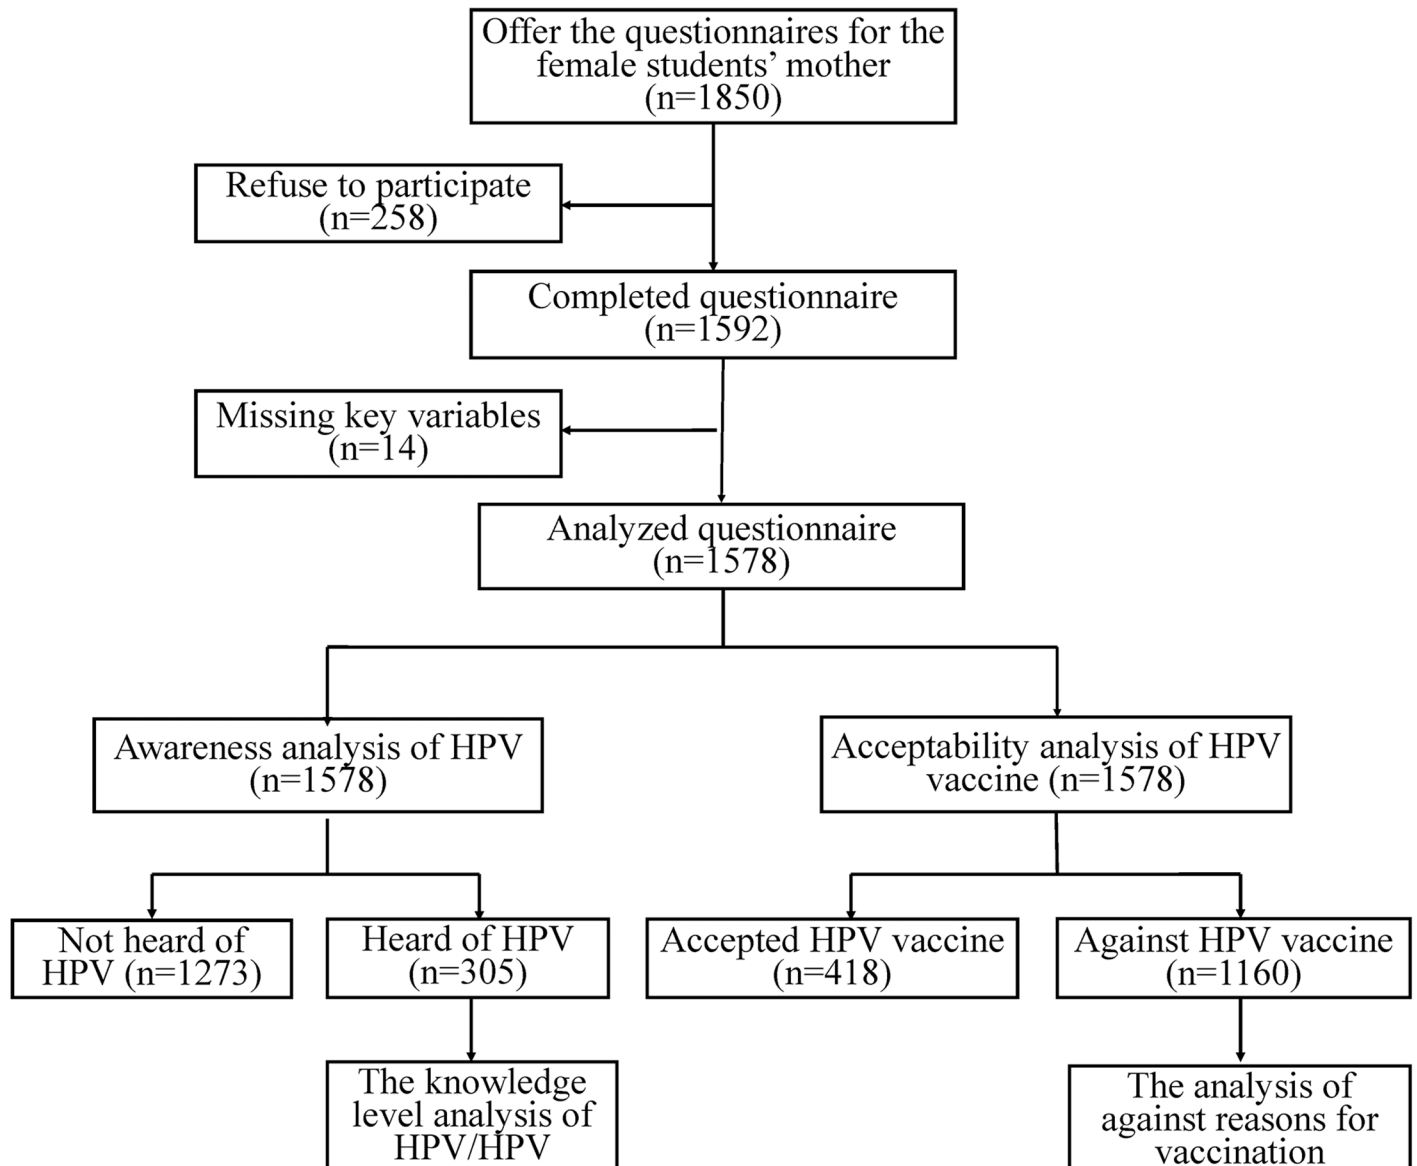 Offer the questionnaires for the
female students’ mother
(n=1850)
Refuse to participate
(n=258)
Completed questionnaire
(n=1592)
Missing key variables
(n=14)
Analyzed questionnaire
(n=1578)
Awareness analysis of HPV
(n=1578)
Acceptability analysis of HPV
vaccine (n=1578)
Not heard of
HPV (n=1273)
Heard of HPV
(n=305)
Accepted HPV vaccine
(n=418)
Against HPV vaccine
(n=1160)
The knowledge
level analysis of
HPV/HPV
The analysis of
against reasons for
vaccination